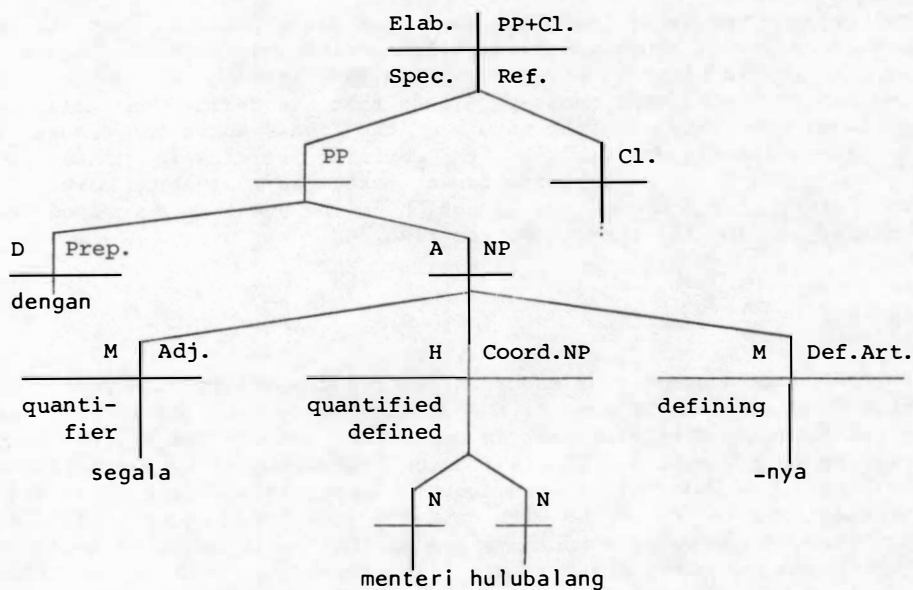 Elab. PP+Cl.
Spec. Ref.
PP
Cl.
D Prep. A NP
dengan
M Adj. H Coord.NP M Def.Art.
quanti- quantified defining
fier defined
segala -nya
N N
menteri hulubalang